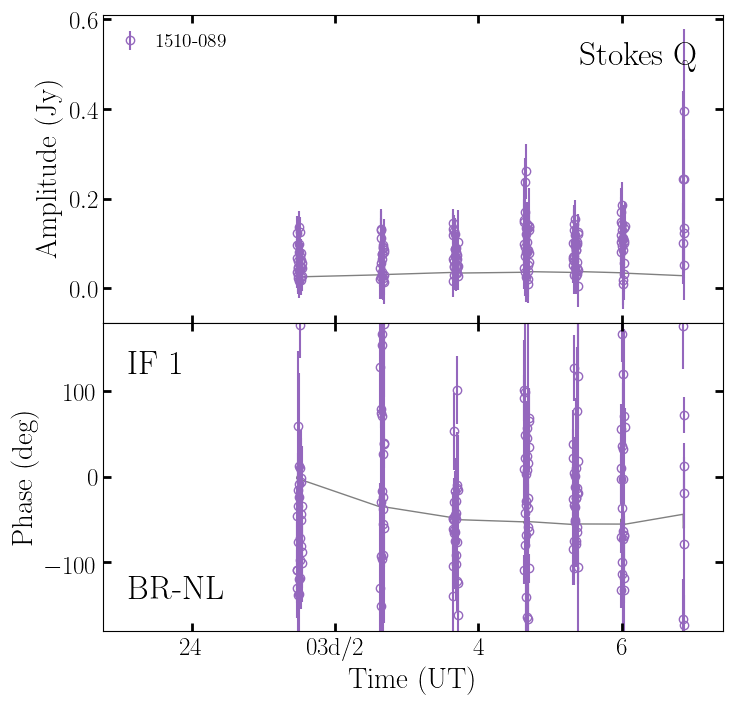 1510-089
Stokes Q
Amplitude (Jy)
0.6
0.4
0.2
0.0
IF 1
BR-NL
Phase (deg)
100
0
−100
24
03d/2
4
6
Time (UT)